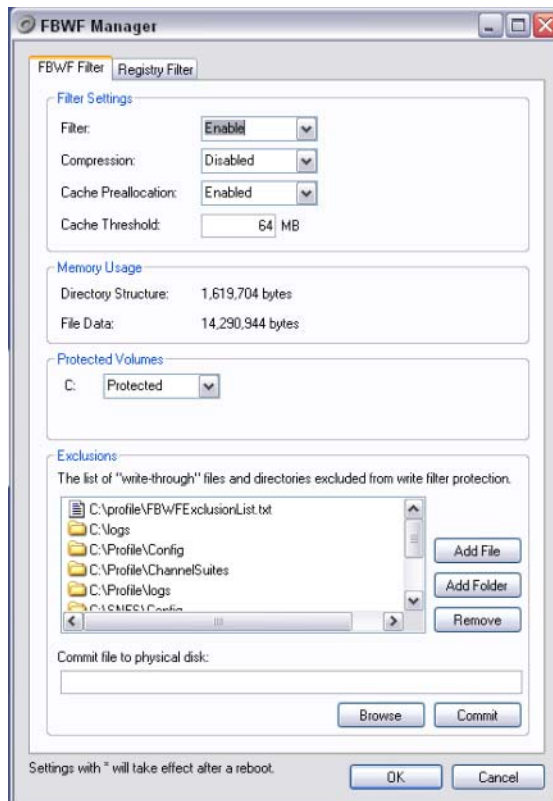 FBWF Manager
FBWF Filter Registry Filter
Filter Settings
Filter: Enable
Compression: Disabled
Cache Preallocation: Enabled
Cache Threshold: 64 MB
Memory Usage
Directory Structure: 1,619,704 bytes
File Data: 14,290,944 bytes
Protected Volumes
C: Protected
Exclusions
The list of "write-through" files and directories excluded from write filter protection.
C:\profile\FBWFExclusionList.txt
C:\logs
C:\Profile\Config
C:\Profile\ChannelSuites
C:\Profile\logs
C:\SNFS\Config
Add File
Add Folder
Remove
Commit file to physical disk:
Browse Commit
Settings with * will take effect after a reboot.
OK Cancel